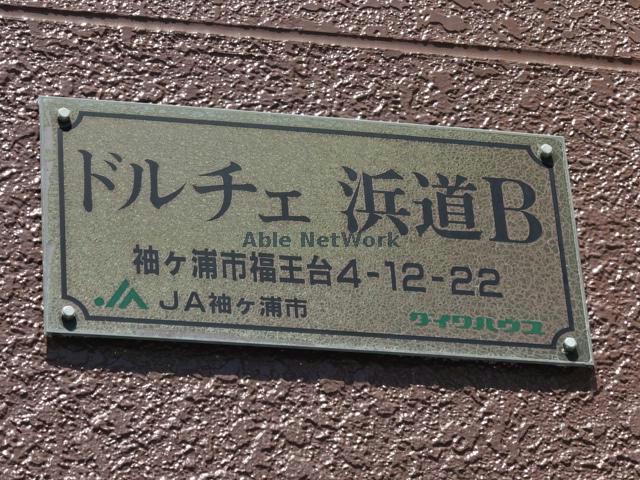 ドルチェ 浜道B
Able NetWork
袖ヶ浦市福王台4-12-22
JA JA袖ヶ浦市
ダイワハウス